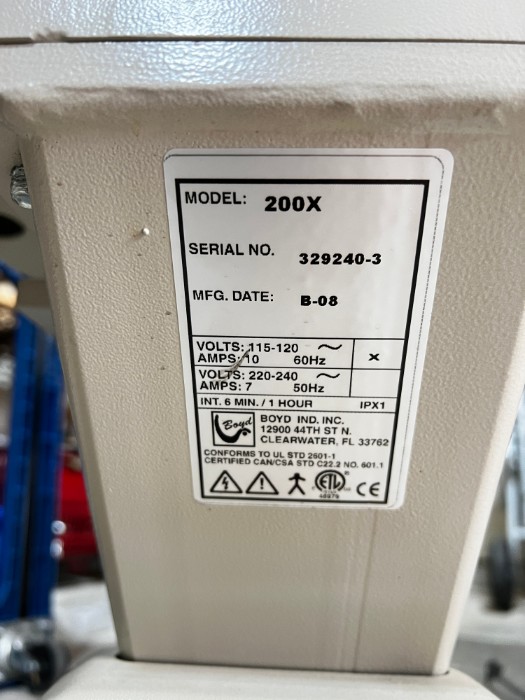 MODEL: 200X
SERIAL NO. 329240-3
MFG. DATE: B-08
VOLTS: 115-120 ~
AMPS: 10 60Hz X
VOLTS: 220-240 ~
AMPS: 7 50Hz
INT. 6 MIN. / 1 HOUR IPX1
Boyd
BOYD IND. INC.
12900 44TH ST N.
CLEARWATER, FL 33762
CONFORMS TO UL STD 2601-1
CERTIFIED CAN/CSA STD C22.2 NO. 601.1
ETL CE